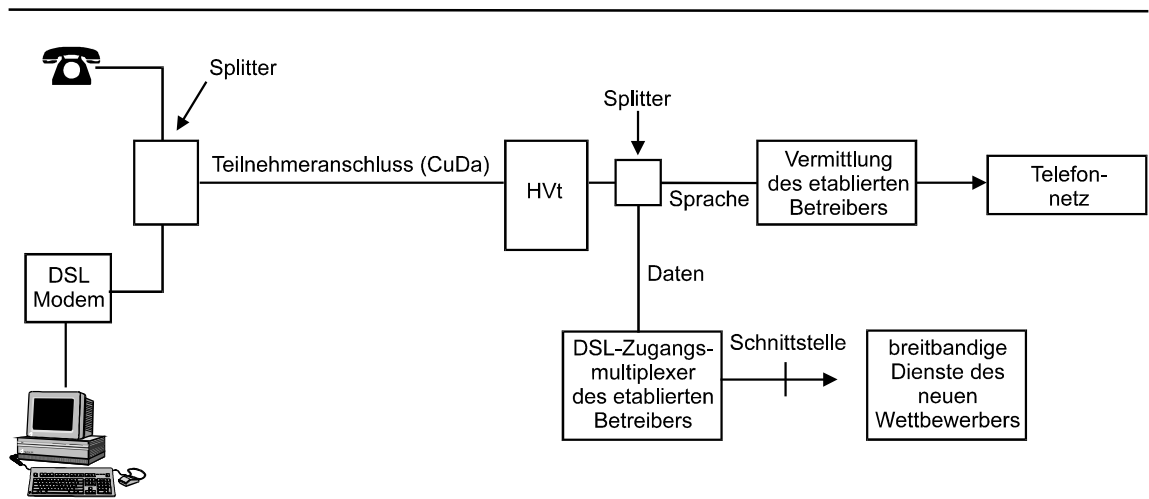 Splitter
Teilnehmeranschluss (CuDa)
DSL
Modem
HVt
Splitter
Sprache
Daten
Vermittlung
des etablierten
Betreibers
Telefon-
netz
DSL-Zugangs-
multiplexer
des etablierten
Betreibers
Schnittstelle
breitbandige
Dienste des
neuen
Wettbewerbers